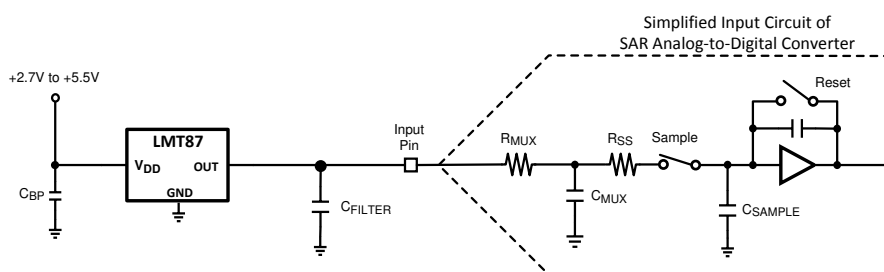 Simplified Input Circuit of
SAR Analog-to-Digital Converter
+2.7V to +5.5V
Reset
LMT87
Input
Pin
RMUX
RSS
Sample
VDD
OUT
GND
CBP
CFILTER
CMUX
CSAMPLE